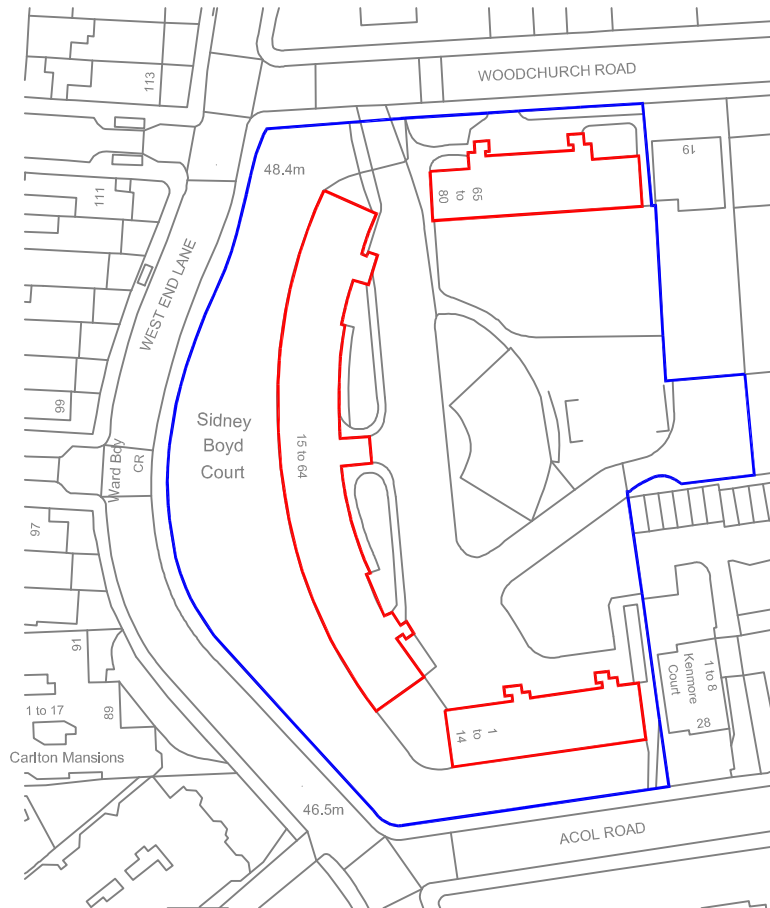 WOODCHURCH ROAD
113
19
48.4m
65
to
80
111
WEST END LANE
99
Sidney
Boyd
Court
15 to 64
Ward Bdy
CR
97
91
1 to 8
Kenmore
Court
28
1 to 17
89
Carlton Mansions
1
to
14
46.5m
ACOL ROAD